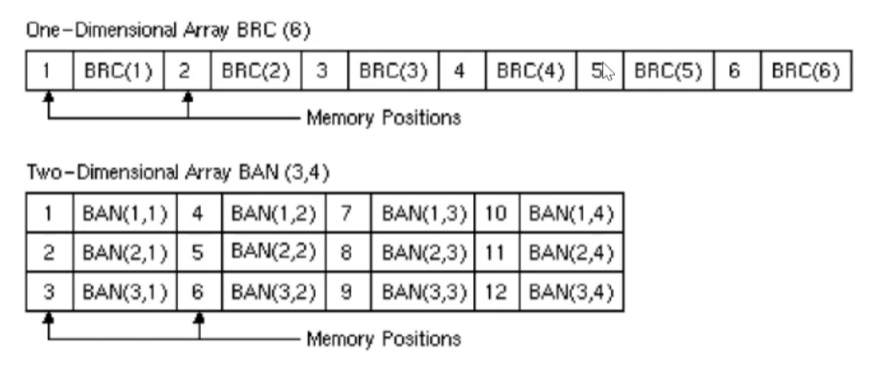 One-Dimensional Array BRC (6)
1 BRC(1) 2 BRC(2) 3 BRC(3) 4 BRC(4) 5 BRC(5) 6 BRC(6)
Memory Positions
Two-Dimensional Array BAN (3,4)
1 BAN(1,1) 4 BAN(1,2) 7 BAN(1,3) 10 BAN(1,4)
2 BAN(2,1) 5 BAN(2,2) 8 BAN(2,3) 11 BAN(2,4)
3 BAN(3,1) 6 BAN(3,2) 9 BAN(3,3) 12 BAN(3,4)
Memory Positions